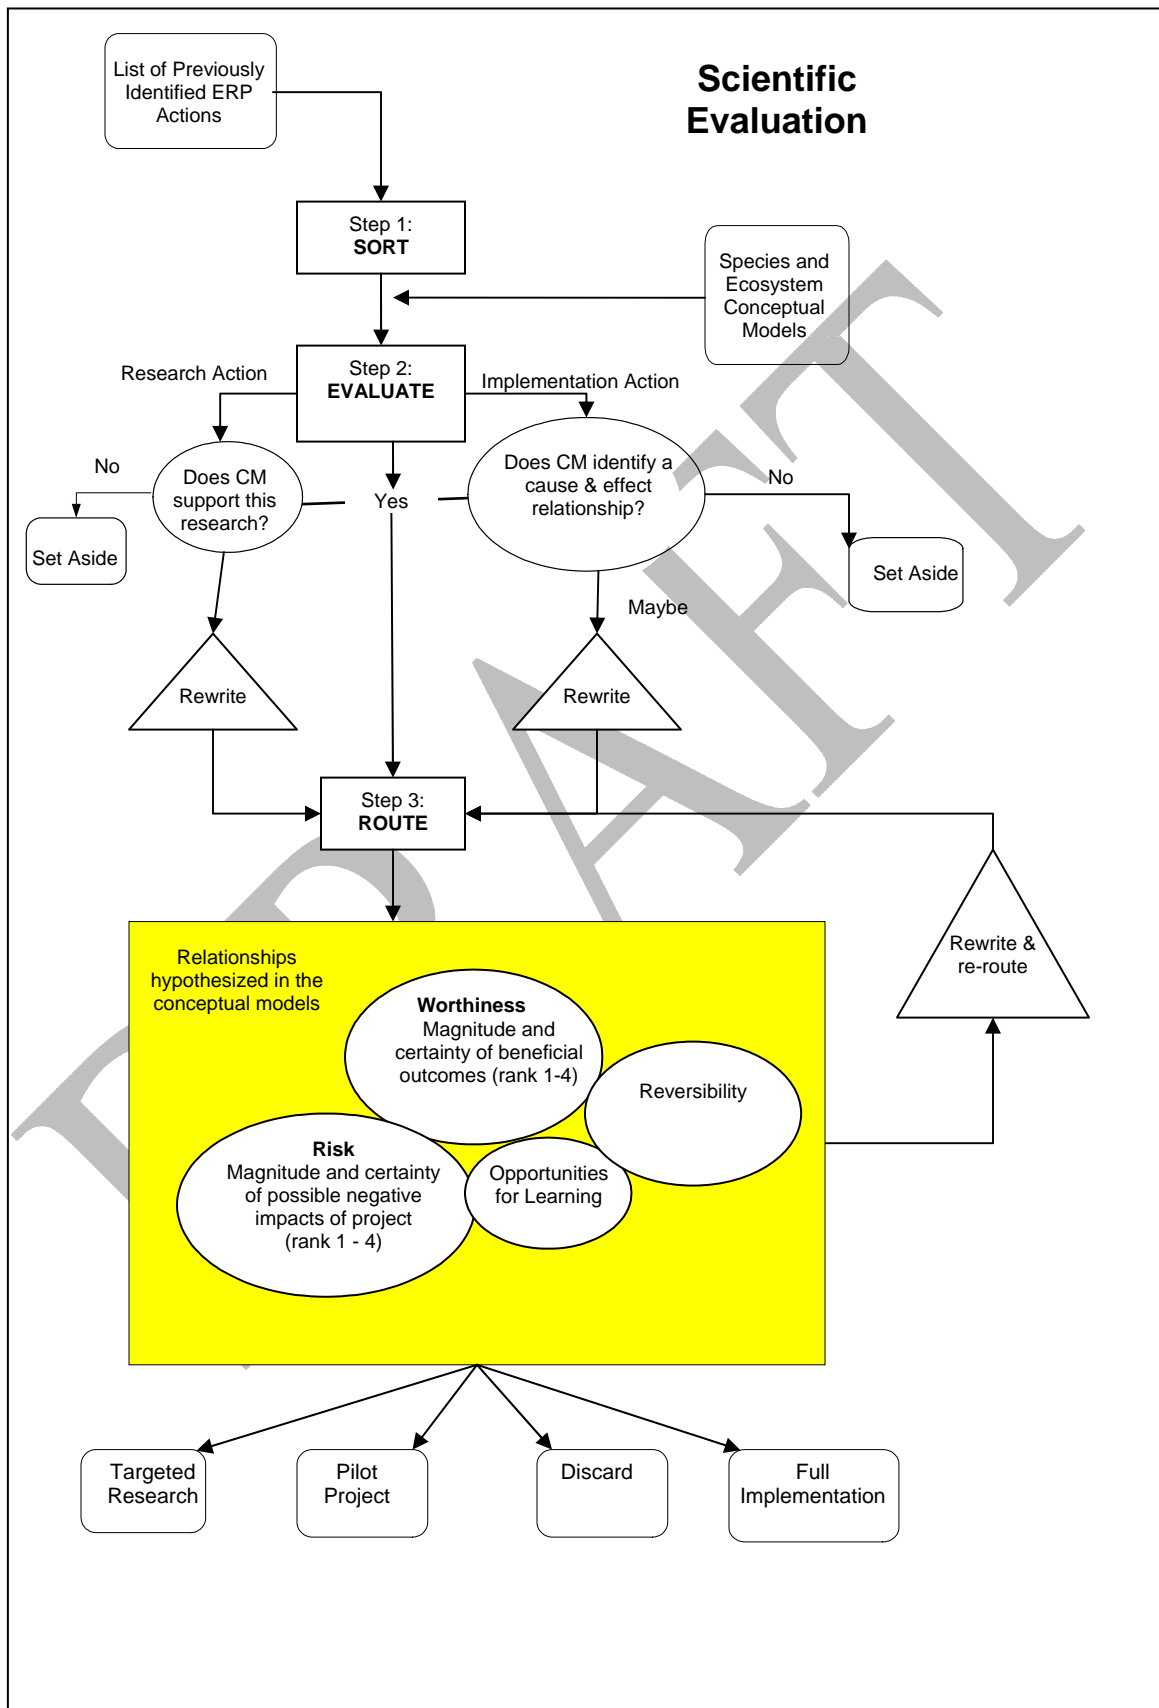 List of Previously
Identified ERP
Actions
Scientific
Evaluation
Step 1:
SORT
Species and
Ecosystem
Conceptual
Models
Step 2:
EVALUATE
Research Action
Implementation Action
No
Does CM
support this
research?
Yes
Does CM identify a
cause & effect
relationship?
No
Set Aside
Set Aside
Maybe
Rewrite
Rewrite
Step 3:
ROUTE
Rewrite &
re-route
Relationships
hypothesized in the
conceptual models
Worthiness
Magnitude and
certainty of beneficial
outcomes (rank 1-4)
Reversibility
Risk
Magnitude and certainty
of possible negative
impacts of project
(rank 1 - 4)
Opportunities
for Learning
Targeted
Research
Pilot
Project
Discard
Full
Implementation
DRAFT